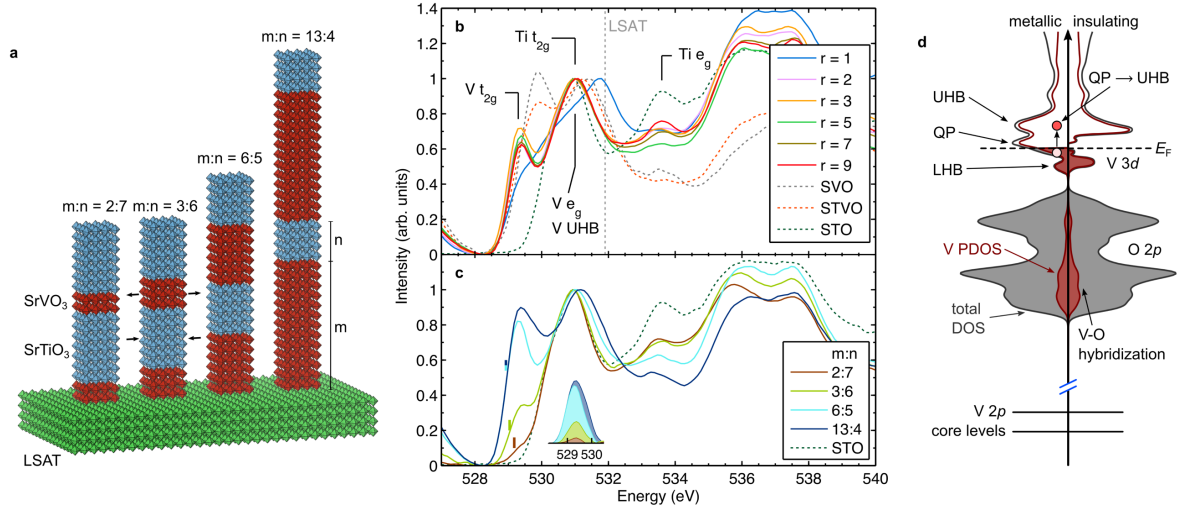 a
m:n = 13:4
m:n = 6:5
m:n = 2:7
m:n = 3:6
SrVO3
SrTiO3
n
m
LSAT
b
Intensity (arb. units)
1.4
1.2
1
0.8
0.6
0.4
0.2
0
LSAT
Ti t2g
Ti eg
V t2g
V eg
V UHB
r = 1
r = 2
r = 3
r = 5
r = 7
r = 9
SVO
STVO
STO
c
1
0.8
0.6
0.4
0.2
0
529 530
m:n
2:7
3:6
6:5
13:4
STO
528 530 532 534 536 538 540
Energy (eV)
d
metallic insulating
QP → UHB
UHB
QP
EF
LHB
V 3d
O 2p
V PDOS
total
DOS
V-O
hybridization
V 2p
core levels